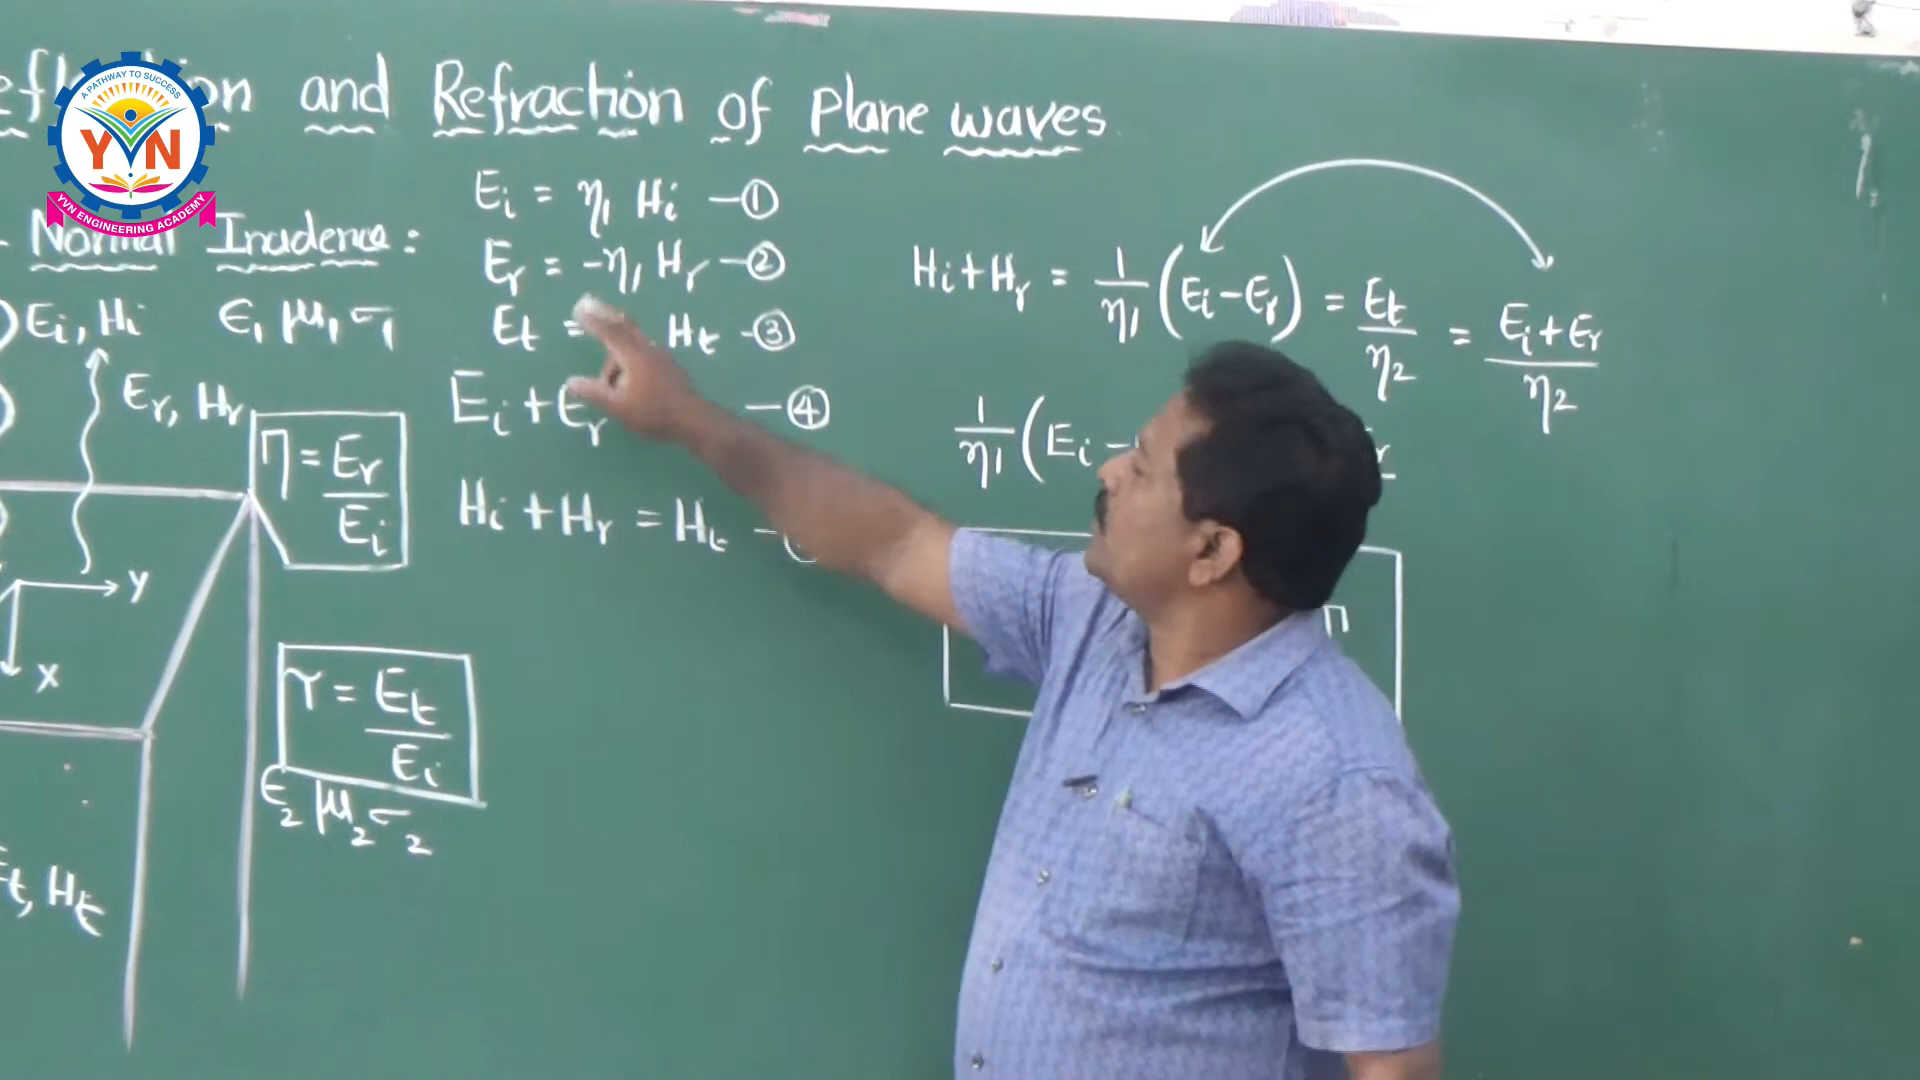 A PATHWAY TO SUCCESS
YVN
YVN ENGINEERING ACADEMY
and Refraction of plane waves
Normal Incidence:
Ei, Hi ε1 μ1 σ1
Er, Hr
Π = Er/Ei
y
x
Υ = Et/Ei
ε2 μ2 σ2
Et, Ht
Ei = η1 Hi —①
Er = -η1 Hr —②
Et = Ht -③
Ei + Er —④
Hi + Hr = Ht —
Hi + Hr = 1/η1 (Ei - Er) = Et/η2 = Ei + Er/η2
1/η1 (Ei -
Π